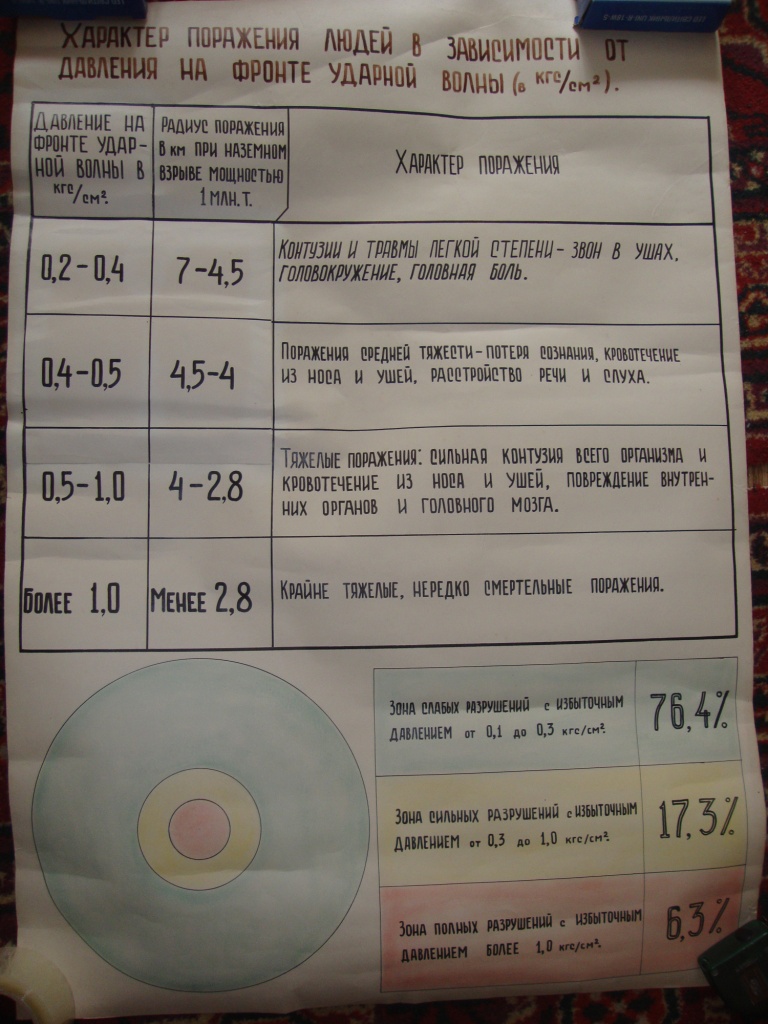 Характер поражения людей в зависимости от
давления на фронте ударной волны (в кгс/см²).
Давление на
фронте удар-
ной волны в
кгс/см².
Радиус поражения
в км при наземном
взрыве мощностью
1 млн. т.
Характер поражения
0,2-0,4
7-4,5
Контузии и травмы легкой степени - звон в ушах,
головокружение, головная боль.
0,4-0,5
4,5-4
Поражения средней тяжести - потеря сознания, кровотечение
из носа и ушей, расстройство речи и слуха.
0,5-1,0
4-2,8
Тяжелые поражения: сильная контузия всего организма и
кровотечение из носа и ушей, повреждение внутрен-
них органов и головного мозга.
более 1,0
Менее 2,8
Крайне тяжелые, нередко смертельные поражения.
Зона слабых разрушений с избыточным
давлением от 0,1 до 0,3 кгс/см².
76,4%
Зона сильных разрушений с избыточным
давлением от 0,3 до 1,0 кгс/см².
17,3%
Зона полных разрушений с избыточным
давлением более 1,0 кгс/см².
6,3%